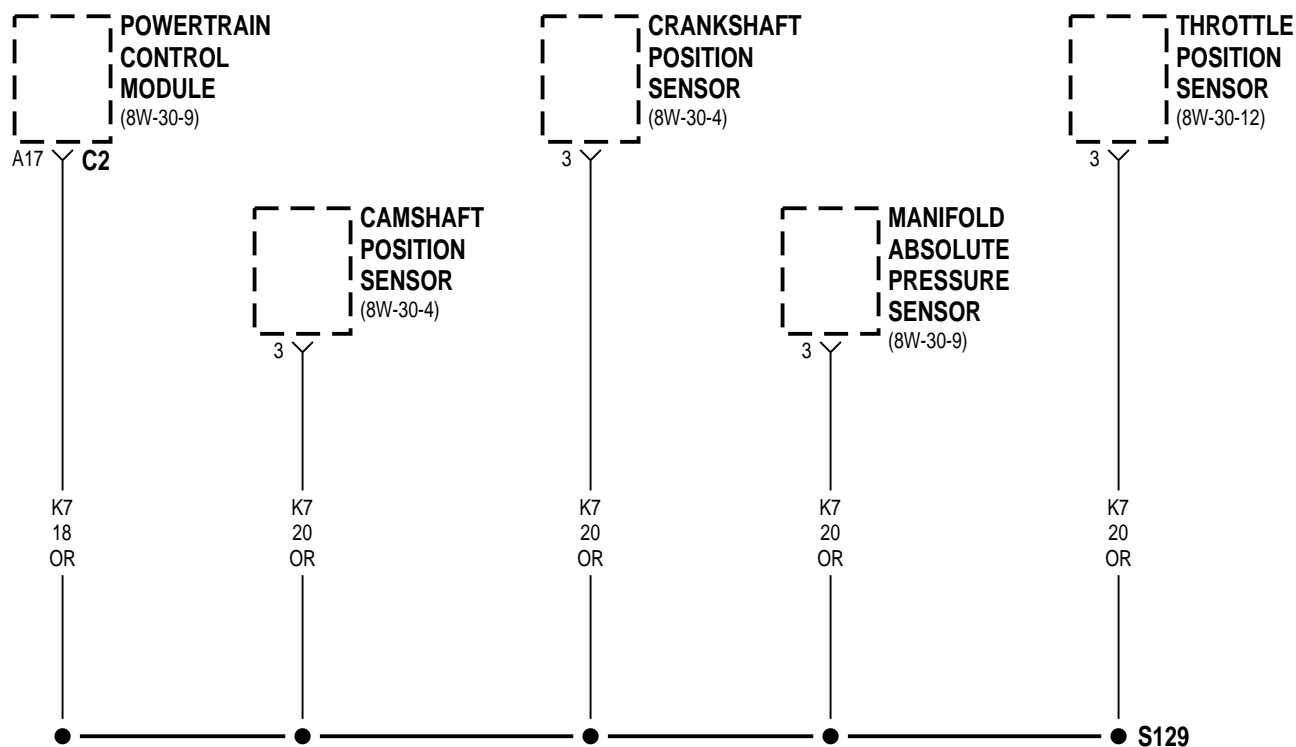 POWERTRAIN
CONTROL
MODULE
(8W-30-9)
A17
C2
CRANKSHAFT
POSITION
SENSOR
(8W-30-4)
3
THROTTLE
POSITION
SENSOR
(8W-30-12)
3
CAMSHAFT
POSITION
SENSOR
(8W-30-4)
3
MANIFOLD
ABSOLUTE
PRESSURE
SENSOR
(8W-30-9)
3
K7
18
OR
K7
20
OR
K7
20
OR
K7
20
OR
K7
20
OR
S129